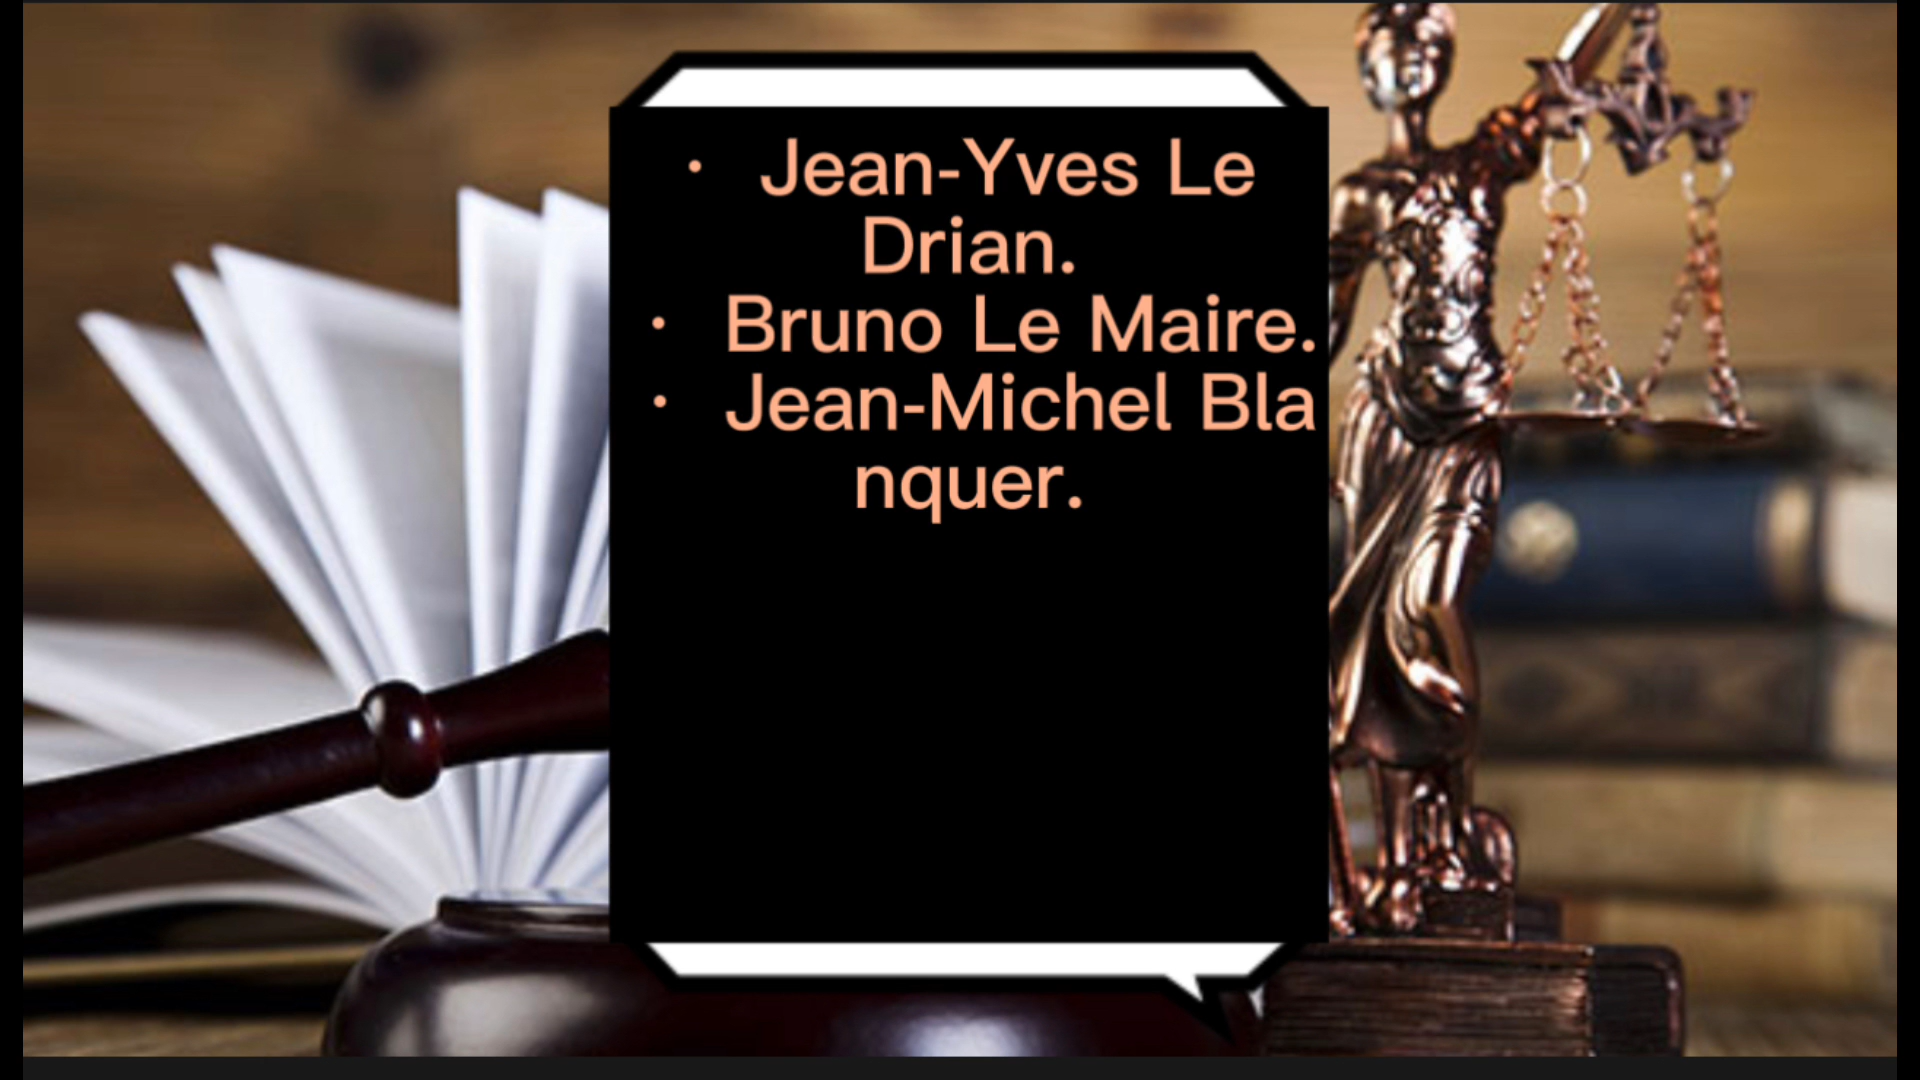 · Jean-Yves Le
Drian.
· Bruno Le Maire.
· Jean-Michel Bla
nquer.